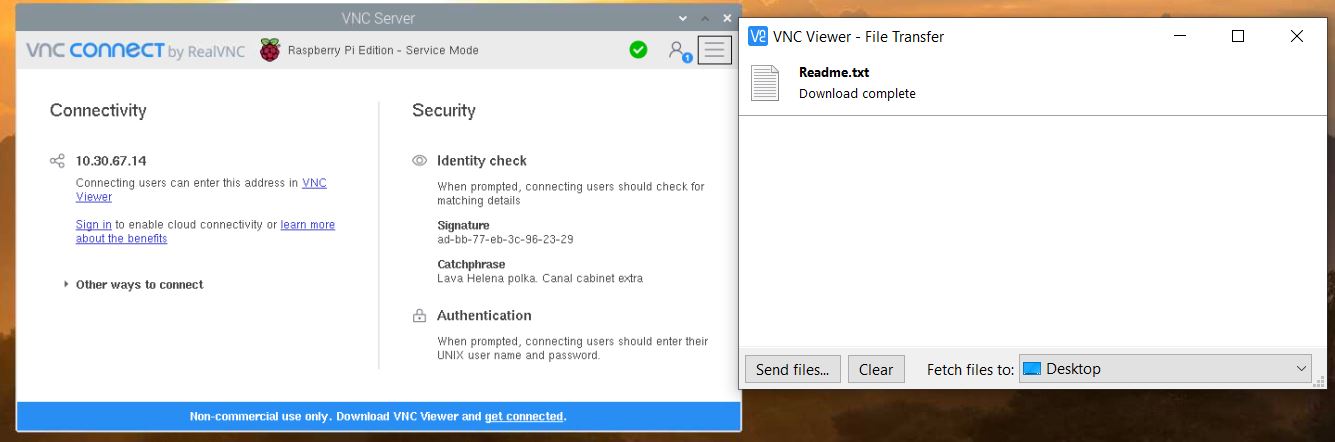 VNC Server
vnc connect by RealVNC
Raspberry Pi Edition - Service Mode
1
Connectivity
10.30.67.14
Connecting users can enter this address in VNC
Viewer
Sign in to enable cloud connectivity or learn more
about the benefits
Other ways to connect
Security
Identity check
When prompted, connecting users should check for
matching details
Signature
ad-bb-77-eb-3c-96-23-29
Catchphrase
Lava Helena polka. Canal cabinet extra
Authentication
When prompted, connecting users should enter their
UNIX user name and password.
Non-commercial use only. Download VNC Viewer and get connected.
VNC Viewer - File Transfer
Readme.txt
Download complete
Send files...
Clear
Fetch files to:
Desktop